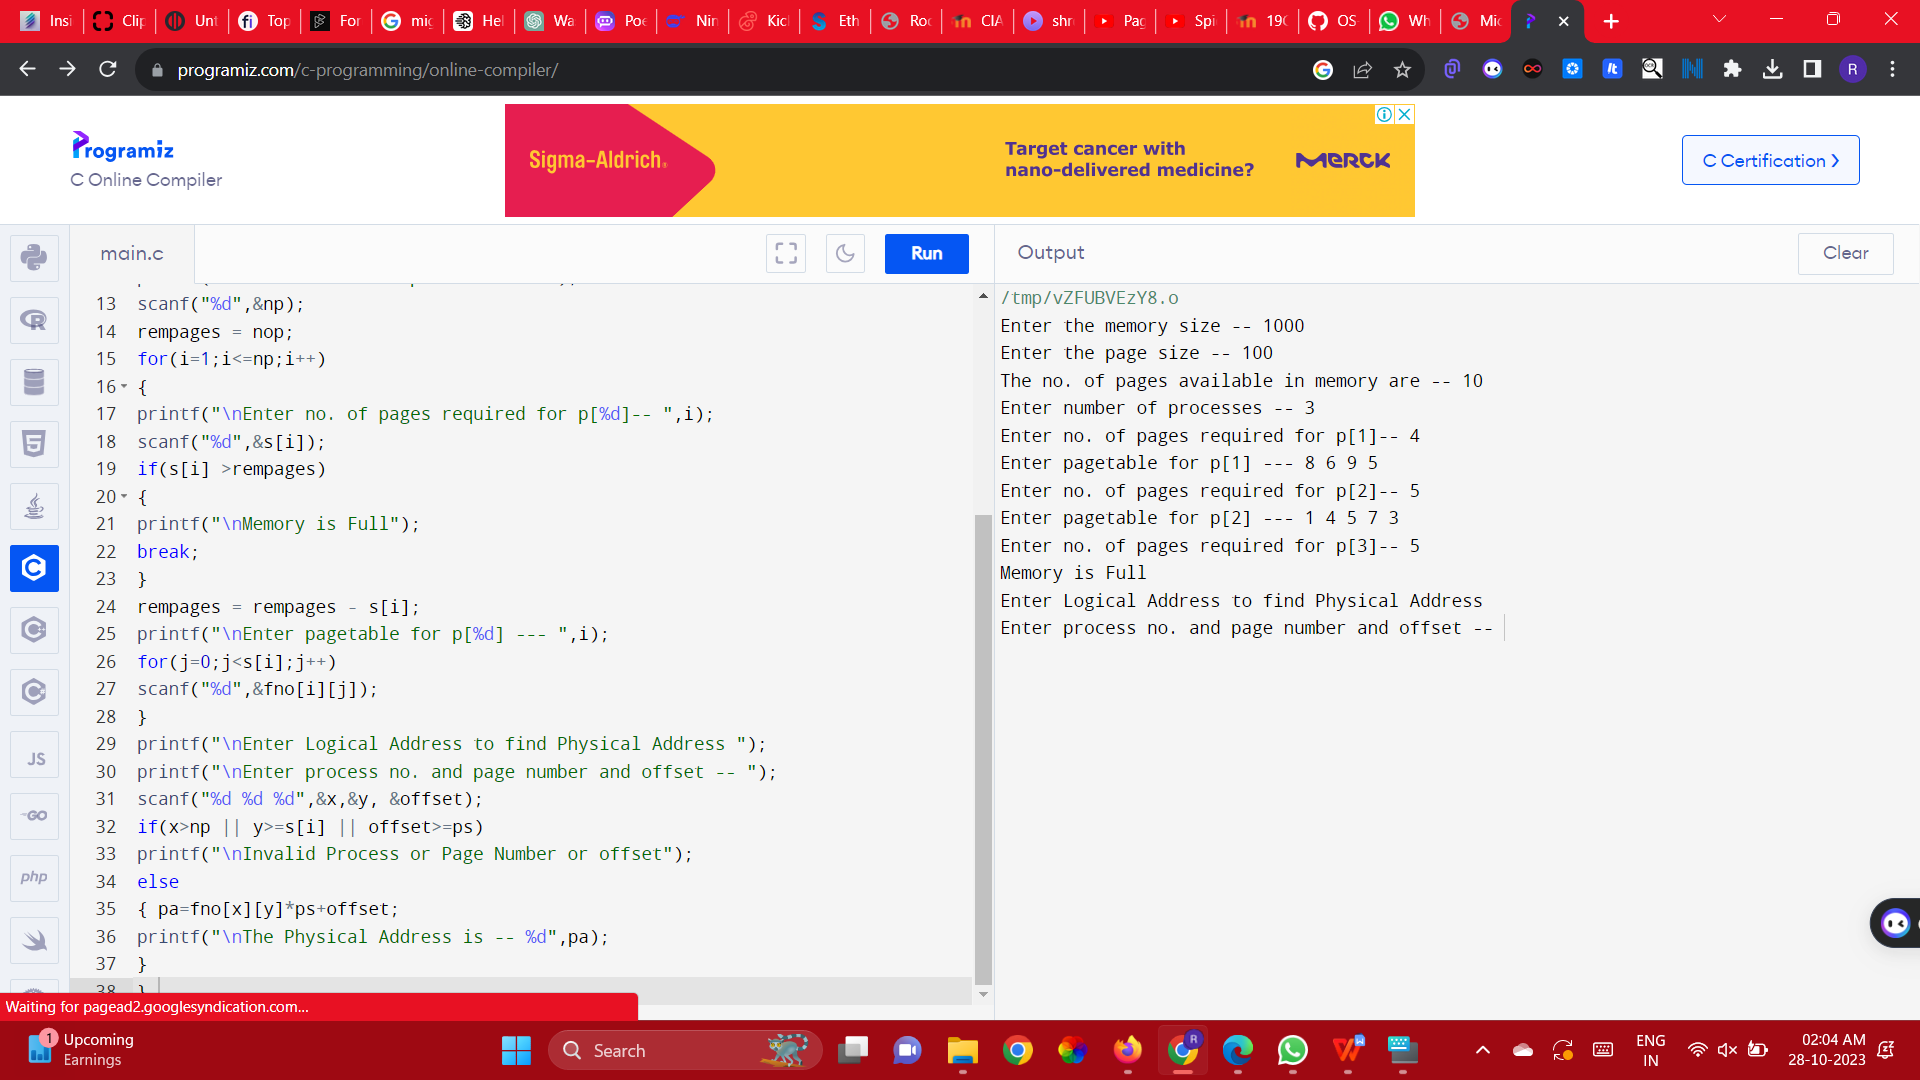 Insi
Clip
Unt
Top
For
mig
Hel
Wa
Poe
Nin
Kicl
Eth
Roc
CIA
shr
Pag
Spi
19C
OS
Wh
Mic
programiz.com/c-programming/online-compiler/
R
Programiz
C Online Compiler
Sigma-Aldrich.
Target cancer with
nano-delivered medicine?
MERCK
C Certification >
main.c
Run
Output
Clear
13 scanf("%d",&np);
14 rempages = nop;
15 for(i=1;i<=np;i++)
16 {
17 printf("\nEnter no. of pages required for p[%d]-- ",i);
18 scanf("%d",&s[i]);
19 if(s[i] >rempages)
20 {
21 printf("\nMemory is Full");
22 break;
23 }
24 rempages = rempages - s[i];
25 printf("\nEnter pagetable for p[%d] --- ",i);
26 for(j=0;j<s[i];j++)
27 scanf("%d",&fno[i][j]);
28 }
29 printf("\nEnter Logical Address to find Physical Address ");
30 printf("\nEnter process no. and page number and offset -- ");
31 scanf("%d %d %d",&x,&y, &offset);
32 if(x>np || y>=s[i] || offset>=ps)
33 printf("\nInvalid Process or Page Number or offset");
34 else
35 { pa=fno[x][y]*ps+offset;
36 printf("\nThe Physical Address is -- %d",pa);
37 }
38 }
/tmp/vZFUBVEzY8.o
Enter the memory size -- 1000
Enter the page size -- 100
The no. of pages available in memory are -- 10
Enter number of processes -- 3
Enter no. of pages required for p[1]-- 4
Enter pagetable for p[1] --- 8 6 9 5
Enter no. of pages required for p[2]-- 5
Enter pagetable for p[2] --- 1 4 5 7 3
Enter no. of pages required for p[3]-- 5
Memory is Full
Enter Logical Address to find Physical Address
Enter process no. and page number and offset --
JS
GO
php
Waiting for pagead2.googlesyndication.com...
1
Upcoming
Earnings
Search
R
ENG
IN
02:04 AM
28-10-2023